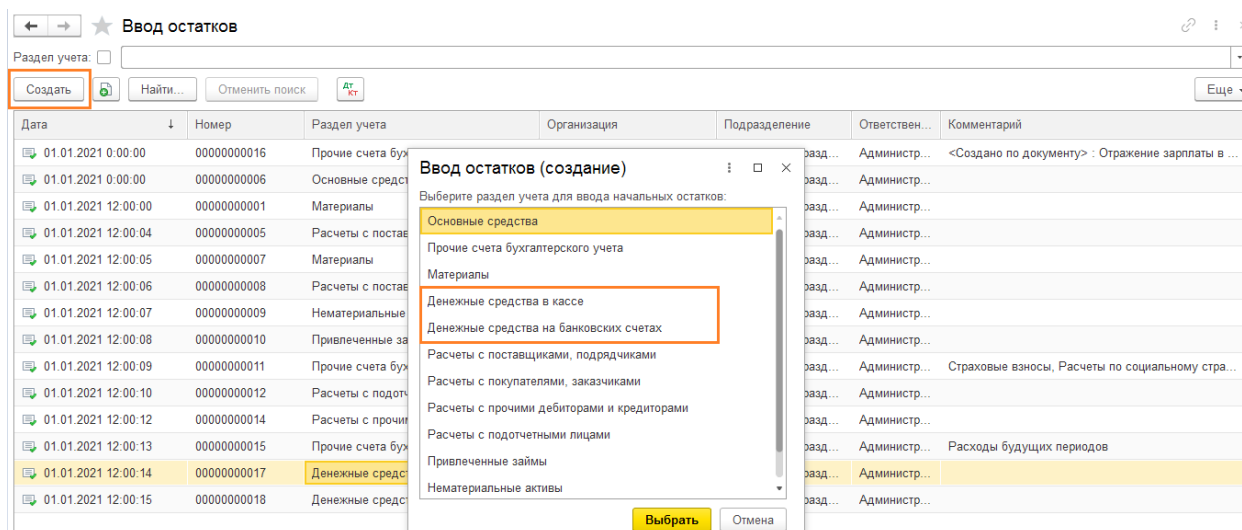 Ввод остатков
Раздел учета:
Создать Найти... Отменить поиск Дт Кт Еще
Дата Номер Раздел учета Организация Подразделение Ответствен... Комментарий
01.01.2021 0:00:00 00000000016 Прочие счета бух разд... Администр... <Создано по документу> : Отражение зарплаты в ...
01.01.2021 0:00:00 00000000006 Основные средст разд... Администр...
01.01.2021 12:00:00 00000000001 Материалы разд... Администр...
01.01.2021 12:00:04 00000000005 Расчеты с постав разд... Администр...
01.01.2021 12:00:05 00000000007 Материалы разд... Администр...
01.01.2021 12:00:06 00000000008 Расчеты с постав разд... Администр...
01.01.2021 12:00:07 00000000009 Нематериальные разд... Администр...
01.01.2021 12:00:08 00000000010 Привлеченные за разд... Администр...
01.01.2021 12:00:09 00000000011 Прочие счета бух разд... Администр... Страховые взносы, Расчеты по социальному стра...
01.01.2021 12:00:10 00000000012 Расчеты с подотч разд... Администр...
01.01.2021 12:00:12 00000000014 Расчеты с прочим разд... Администр...
01.01.2021 12:00:13 00000000015 Прочие счета бух разд... Администр... Расходы будущих периодов
01.01.2021 12:00:14 00000000017 Денежные средст разд... Администр...
01.01.2021 12:00:15 00000000018 Денежные средст разд... Администр...
Ввод остатков (создание)
Выберите раздел учета для ввода начальных остатков:
Основные средства
Прочие счета бухгалтерского учета
Материалы
Денежные средства в кассе
Денежные средства на банковских счетах
Расчеты с поставщиками, подрядчиками
Расчеты с покупателями, заказчиками
Расчеты с прочими дебиторами и кредиторами
Расчеты с подотчетными лицами
Привлеченные займы
Нематериальные активы
Выбрать Отмена